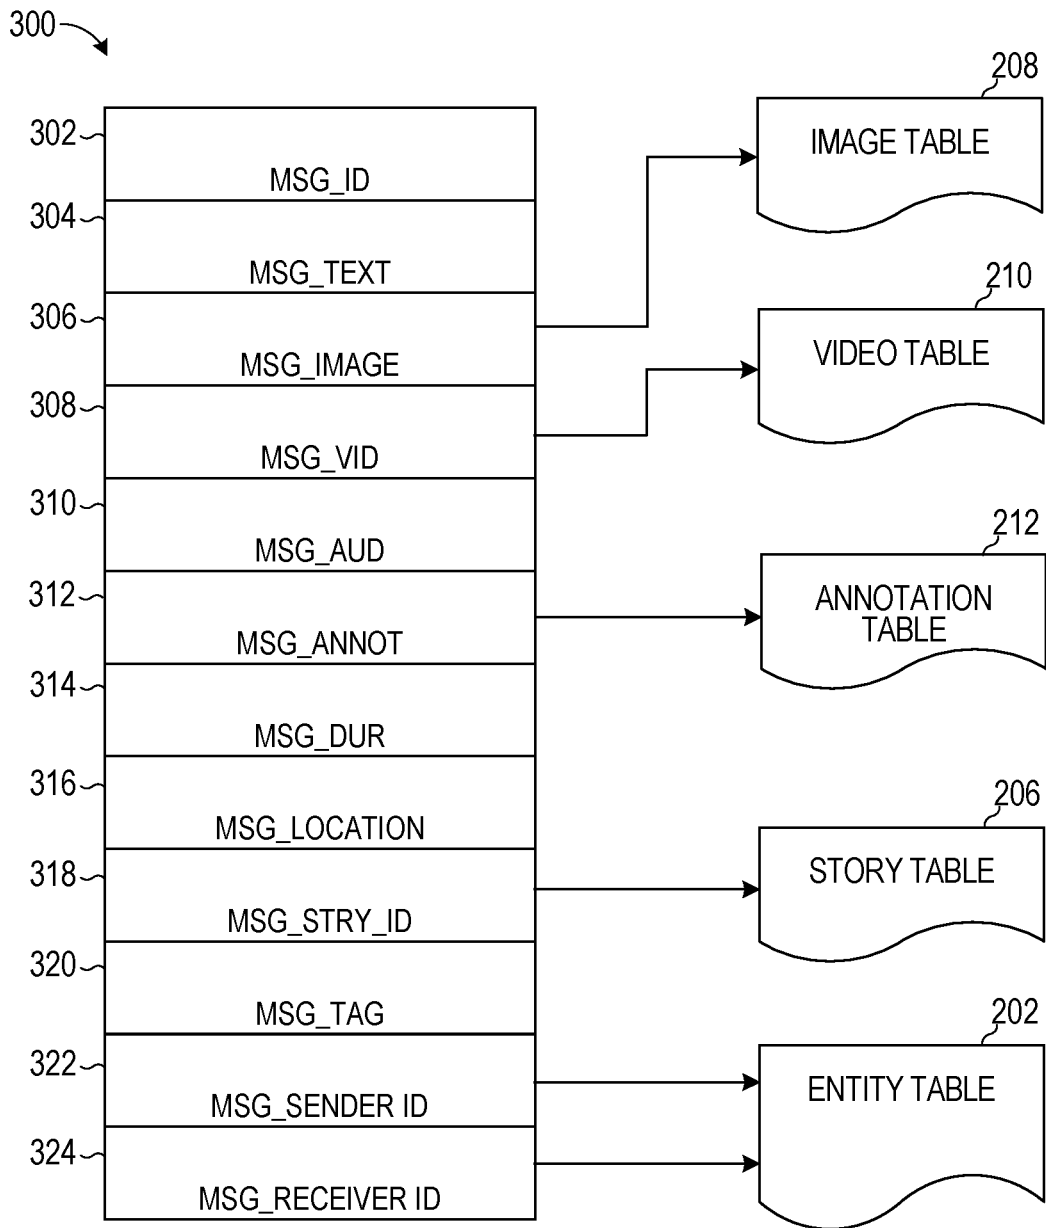 300
208
IMAGE TABLE
302
MSG_ID
304
MSG_TEXT
306
MSG_IMAGE
210
VIDEO TABLE
308
MSG_VID
310
MSG_AUD
212
ANNOTATION
TABLE
312
MSG_ANNOT
314
MSG_DUR
316
MSG_LOCATION
206
STORY TABLE
318
MSG_STRY_ID
320
MSG_TAG
202
ENTITY TABLE
322
MSG_SENDER ID
324
MSG_RECEIVER ID